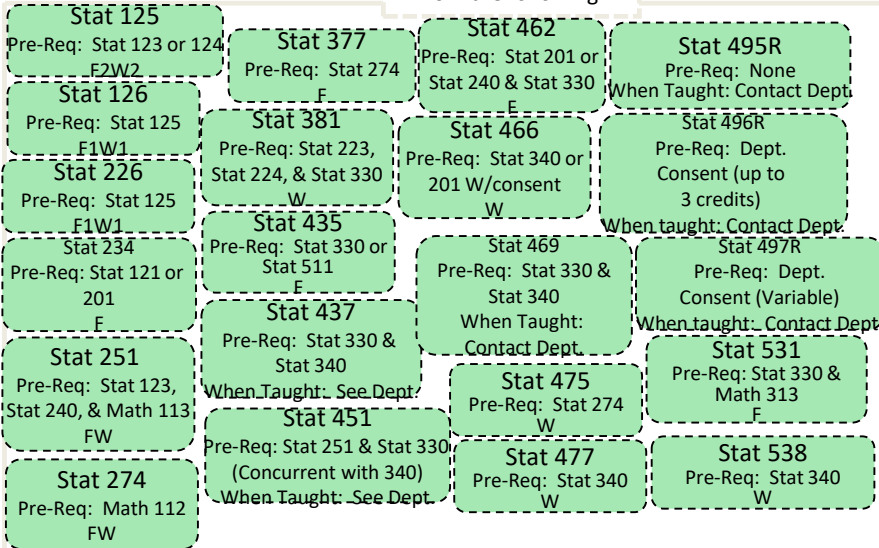 Stat 125
Pre-Req:  Stat 123 or 124
F2W2
Stat 126
Pre-Req:  Stat 125
F1W1
Stat 226
Pre-Req:  Stat 125
F1W1
Stat 234
Pre-Req: Stat 121 or
201
F
Stat 251
Pre-Req:  Stat 123,
Stat 240, & Math 113
FW
Stat 274
Pre-Req:  Math 112
FW
Stat 377
Pre-Req:  Stat 274
F
Stat 381
Pre-Req: Stat 223,
Stat 224, & Stat 330
W
Stat 435
Pre-Req:  Stat 330 or
Stat 511
F
Stat 437
Pre-Req:  Stat 330 &
Stat 340
When Taught:  See Dept.
Stat 451
Pre-Req: Stat 251 & Stat 330
(Concurrent with 340)
When Taught:  See Dept.
Stat 462
Pre-Req:  Stat 201 or
Stat 240 & Stat 330
F
Stat 466
Pre-Req:  Stat 340 or
201 W/consent
W
Stat 469
Pre-Req:  Stat 330 &
Stat 340
When Taught:
Contact Dept.
Stat 475
Pre-Req:  Stat 274
W
Stat 477
Pre-Req:  Stat 340
W
Stat 495R
Pre-Req:  None
When Taught: Contact Dept.
Stat 496R
Pre-Req:  Dept.
Consent (up to
3 credits)
When taught: Contact Dept.
Stat 497R
Pre-Req:  Dept.
Consent (Variable)
When taught:  Contact Dept
Stat 531
Pre-Req: Stat 330 &
Math 313
F
Stat 538
Pre-Req:  Stat 340
W